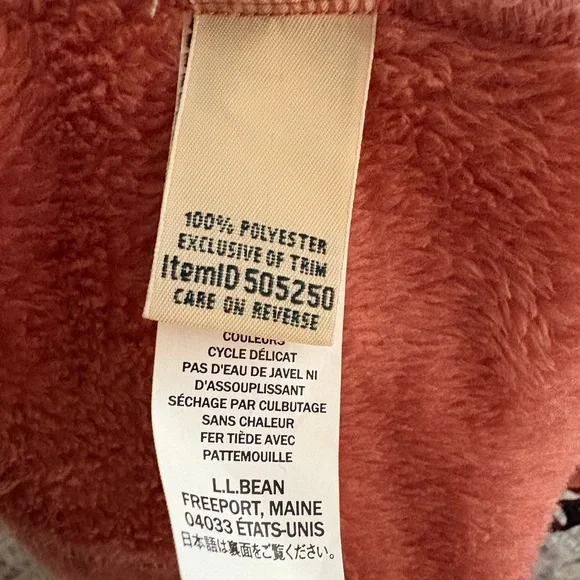 100% POLYESTER
EXCLUSIVE OF TRIM
ItemID 505250
CARE ON REVERSE
COULEURS
CYCLE DÉLICAT
PAS D'EAU DE JAVEL NI
D'ASSOUPLISSANT
SÉCHAGE PAR CULBUTAGE
SANS CHALEUR
FER TIÈDE AVEC
PATTEMOUILLE
L.L.BEAN
FREEPORT, MAINE
04033 ÉTATS-UNIS
日本語は裏面をご覧ください。